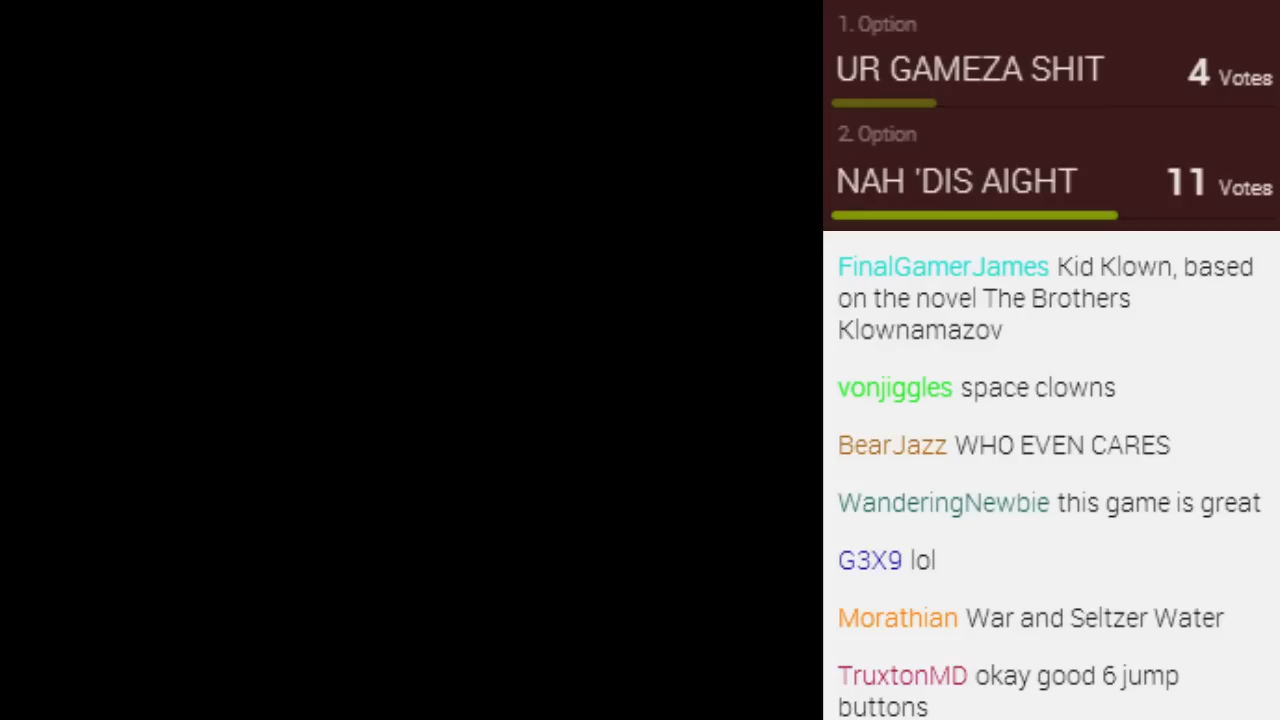 1. Option
UR GAMEZA SHIT 4 Votes
2. Option
NAH 'DIS AIGHT 11 Votes
FinalGamerJames Kid Klown, based
on the novel The Brothers
Klownamazov
vonjiggles space clowns
BearJazz WHO EVEN CARES
WanderingNewbie this game is great
G3X9 lol
Morathian War and Seltzer Water
TruxtonMD okay good 6 jump
buttons